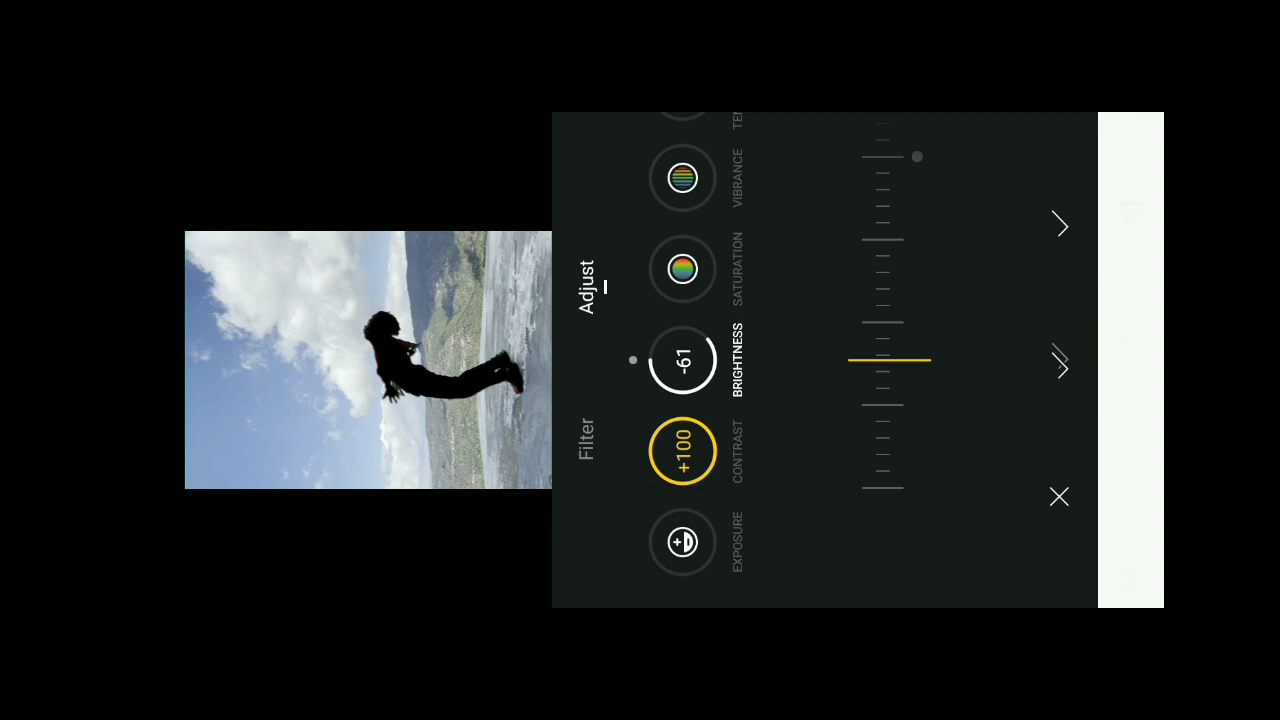 Filter Adjust
+100 -61
EXPOSURE CONTRAST BRIGHTNESS SATURATION VIBRANCE